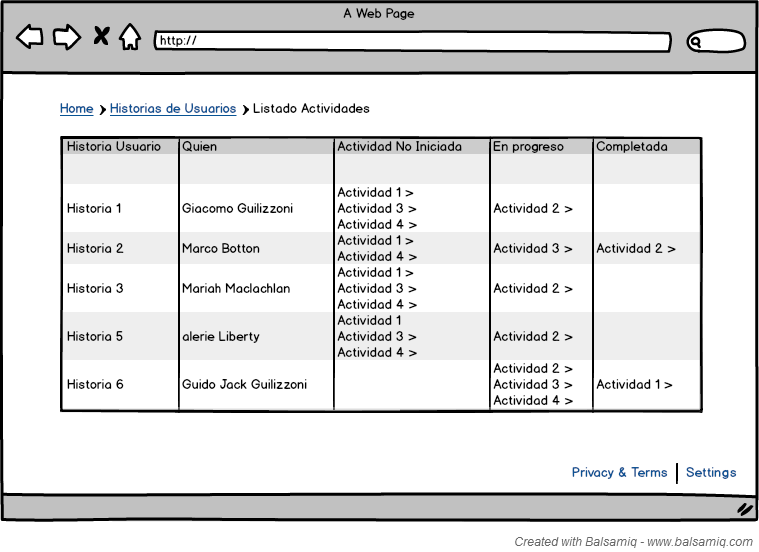 A Web Page
http://
Home > Historias de Usuarios > Listado Actividades
Historia Usuario Quien Actividad No Iniciada En progreso Completada
Actividad 1 >
Historia 1 Giacomo Guilizzoni Actividad 3 > Actividad 2 >
Actividad 4 >
Actividad 1 >
Historia 2 Marco Botton Actividad 3 > Actividad 2 >
Actividad 4 >
Actividad 1 >
Historia 3 Mariah Maclachlan Actividad 3 > Actividad 2 >
Actividad 4 >
Actividad 1
Historia 5 alerie Liberty Actividad 3 > Actividad 2 >
Actividad 4 >
Actividad 2 >
Historia 6 Guido Jack Guilizzoni Actividad 3 > Actividad 1 >
Actividad 4 >
Privacy & Terms Settings
Created with Balsamiq - www.balsamiq.com